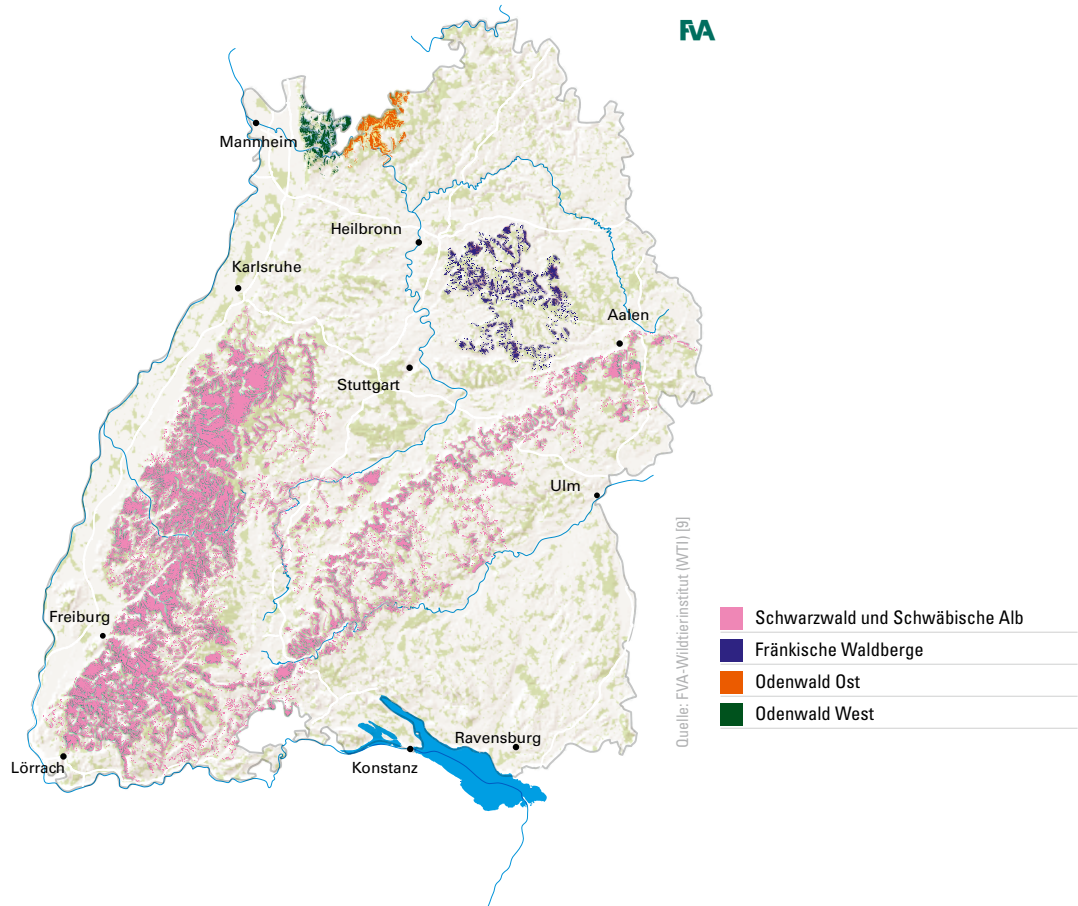 FVA
Mannheim
Heilbronn
Karlsruhe
Aalen
Stuttgart
Ulm
Freiburg
Ravensburg
Lörrach
Konstanz
Quelle: FVA-Wildtierinstitut (WTI) [9]
Schwarzwald und Schwäbische Alb
Fränkische Waldberge
Odenwald Ost
Odenwald West